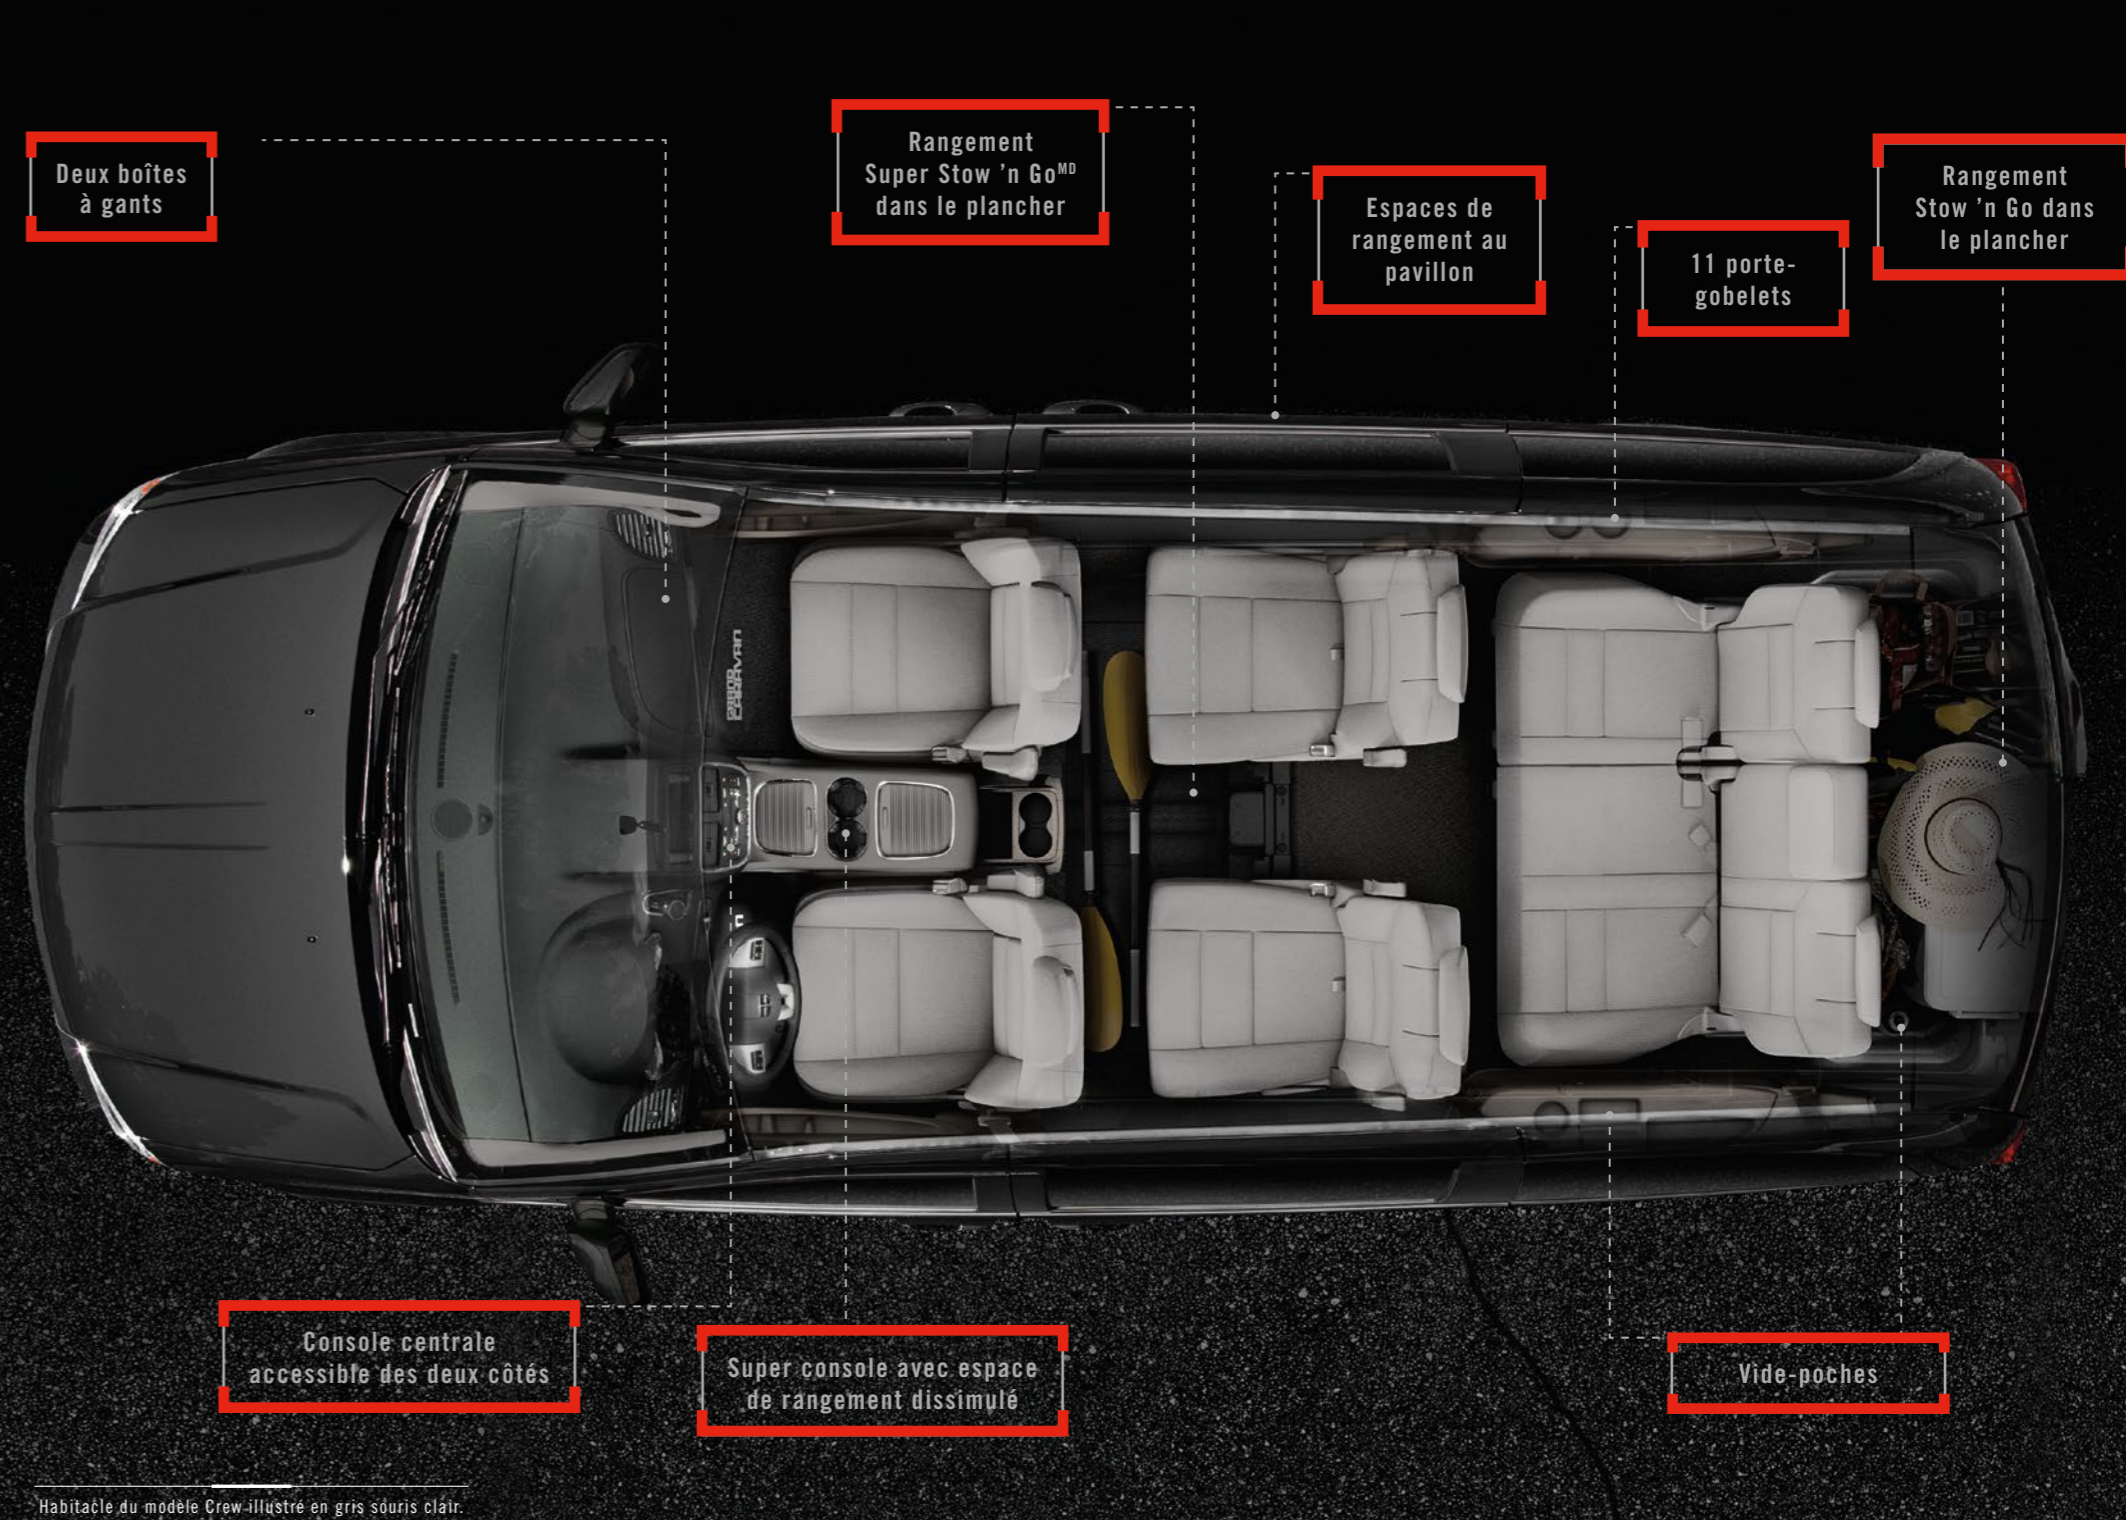 Deux boîtes
à gants
Rangement
Super Stow ’n Goᴹᴰ
dans le plancher
Espaces de
rangement au
pavillon
11 porte-
gobelets
Rangement
Stow ’n Go dans
le plancher
GRAND
CARAVAN
Console centrale
accessible des deux côtés
Super console avec espace
de rangement dissimulé
Vide-poches
Habitacle du modèle Crew illustré en gris souris clair.